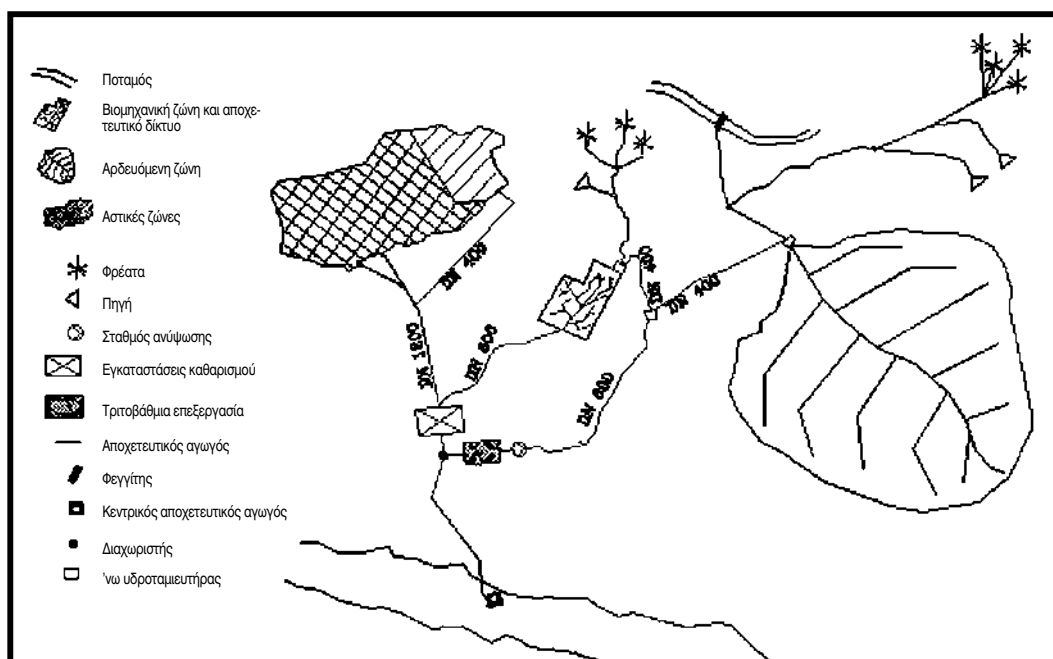 Ποταμός
Βιομηχανική ζώνη και αποχε-
τευτικό δίκτυο
Αρδευόμενη ζώνη
Αστικές ζώνες
Φρέατα
Πηγή
Σταθμός ανύψωσης
Εγκαταστάσεις καθαρισμού
Τριτοβάθμια επεξεργασία
Αποχετευτικός αγωγός
Φεγγίτης
Κεντρικός αποχετευτικός αγωγός
Διαχωριστής
'νω υδροταμιευτήρας
DN 400
DN 1200
DN 600
DN 400
DN 400
DN 600